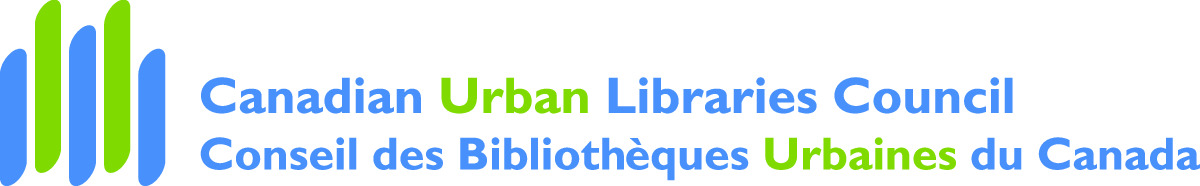 Canadian Urban Libraries Council
Conseil des Bibliothèques Urbaines du Canada